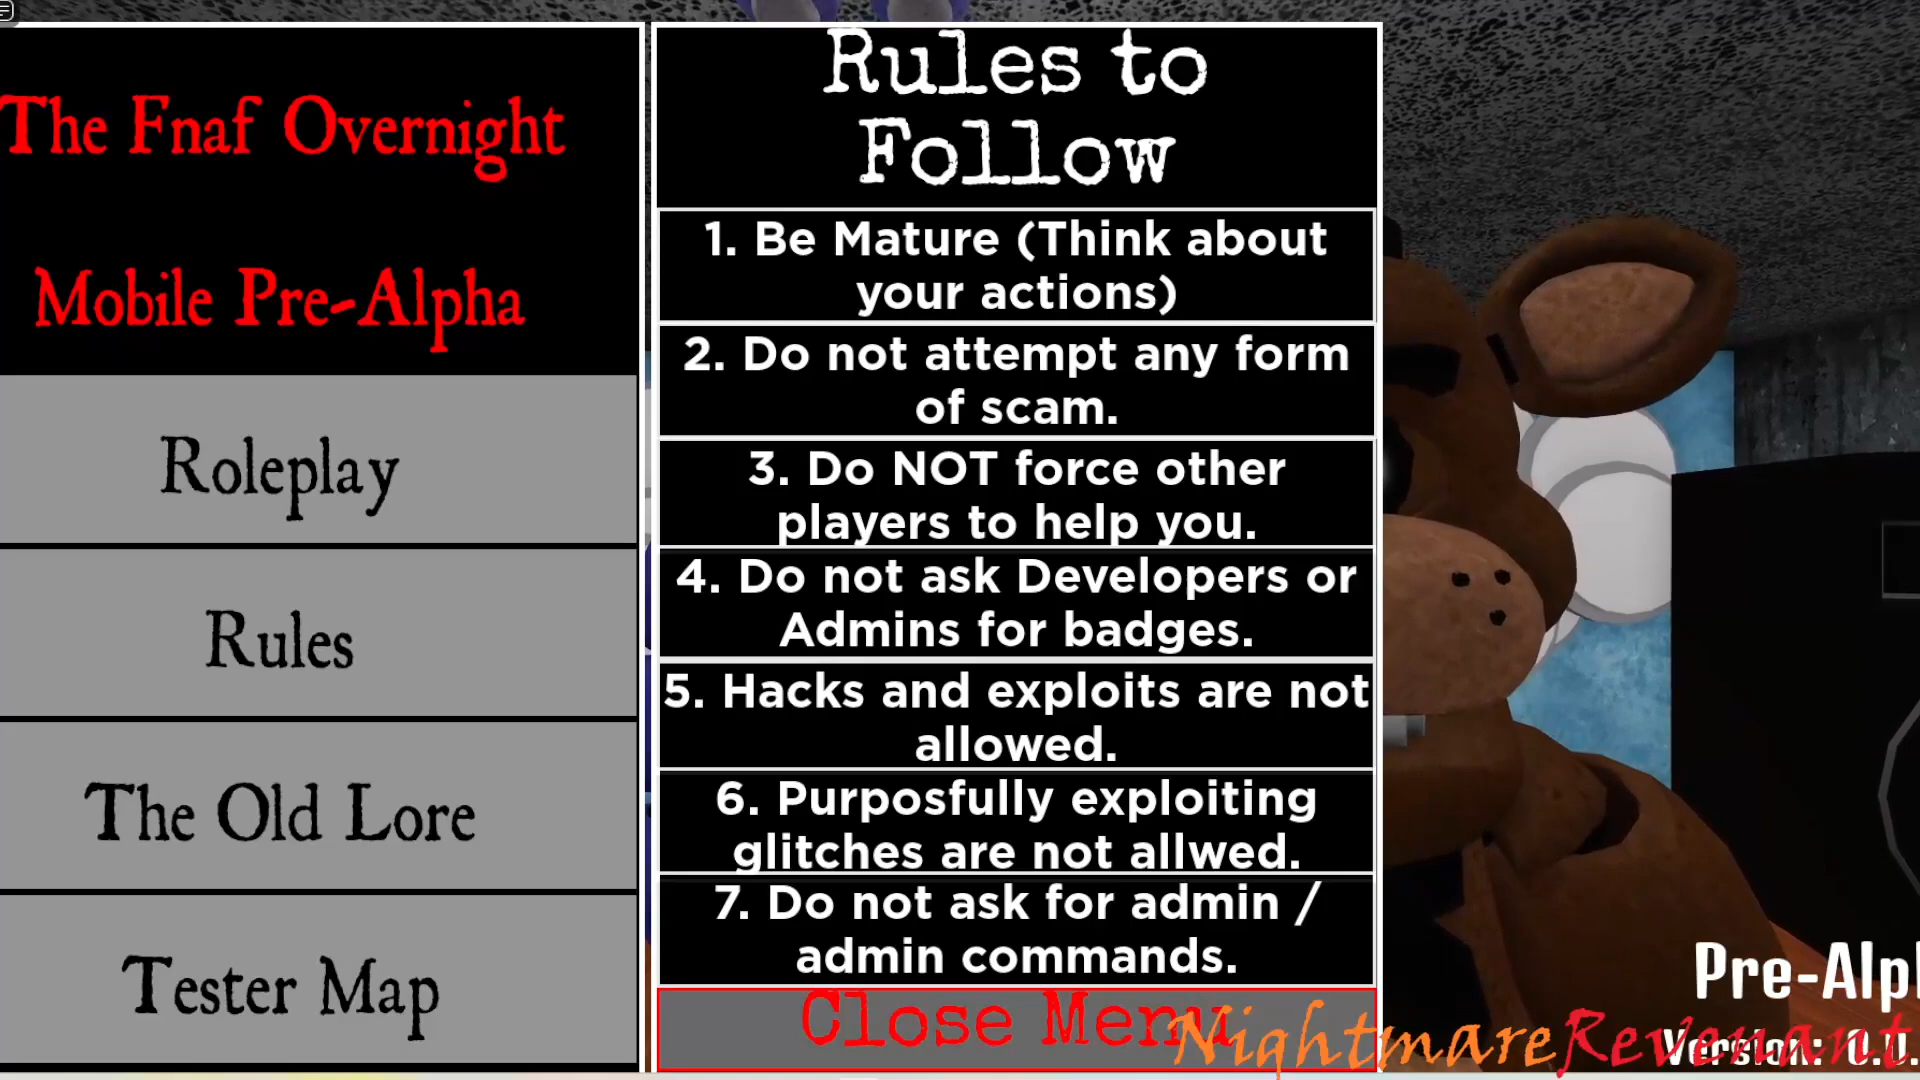 The Fnaf Overnight
Mobile Pre-Alpha
Roleplay
Rules
The Old Lore
Tester Map
Rules to
Follow
1. Be Mature (Think about
your actions)
2. Do not attempt any form
of scam.
3. Do NOT force other
players to help you.
4. Do not ask Developers or
Admins for badges.
5. Hacks and exploits are not
allowed.
6. Purposfully exploiting
glitches are not allwed.
7. Do not ask for admin /
admin commands.
Close Menu
Pre-Alp
NightmareRevenant
Version: 0.0.